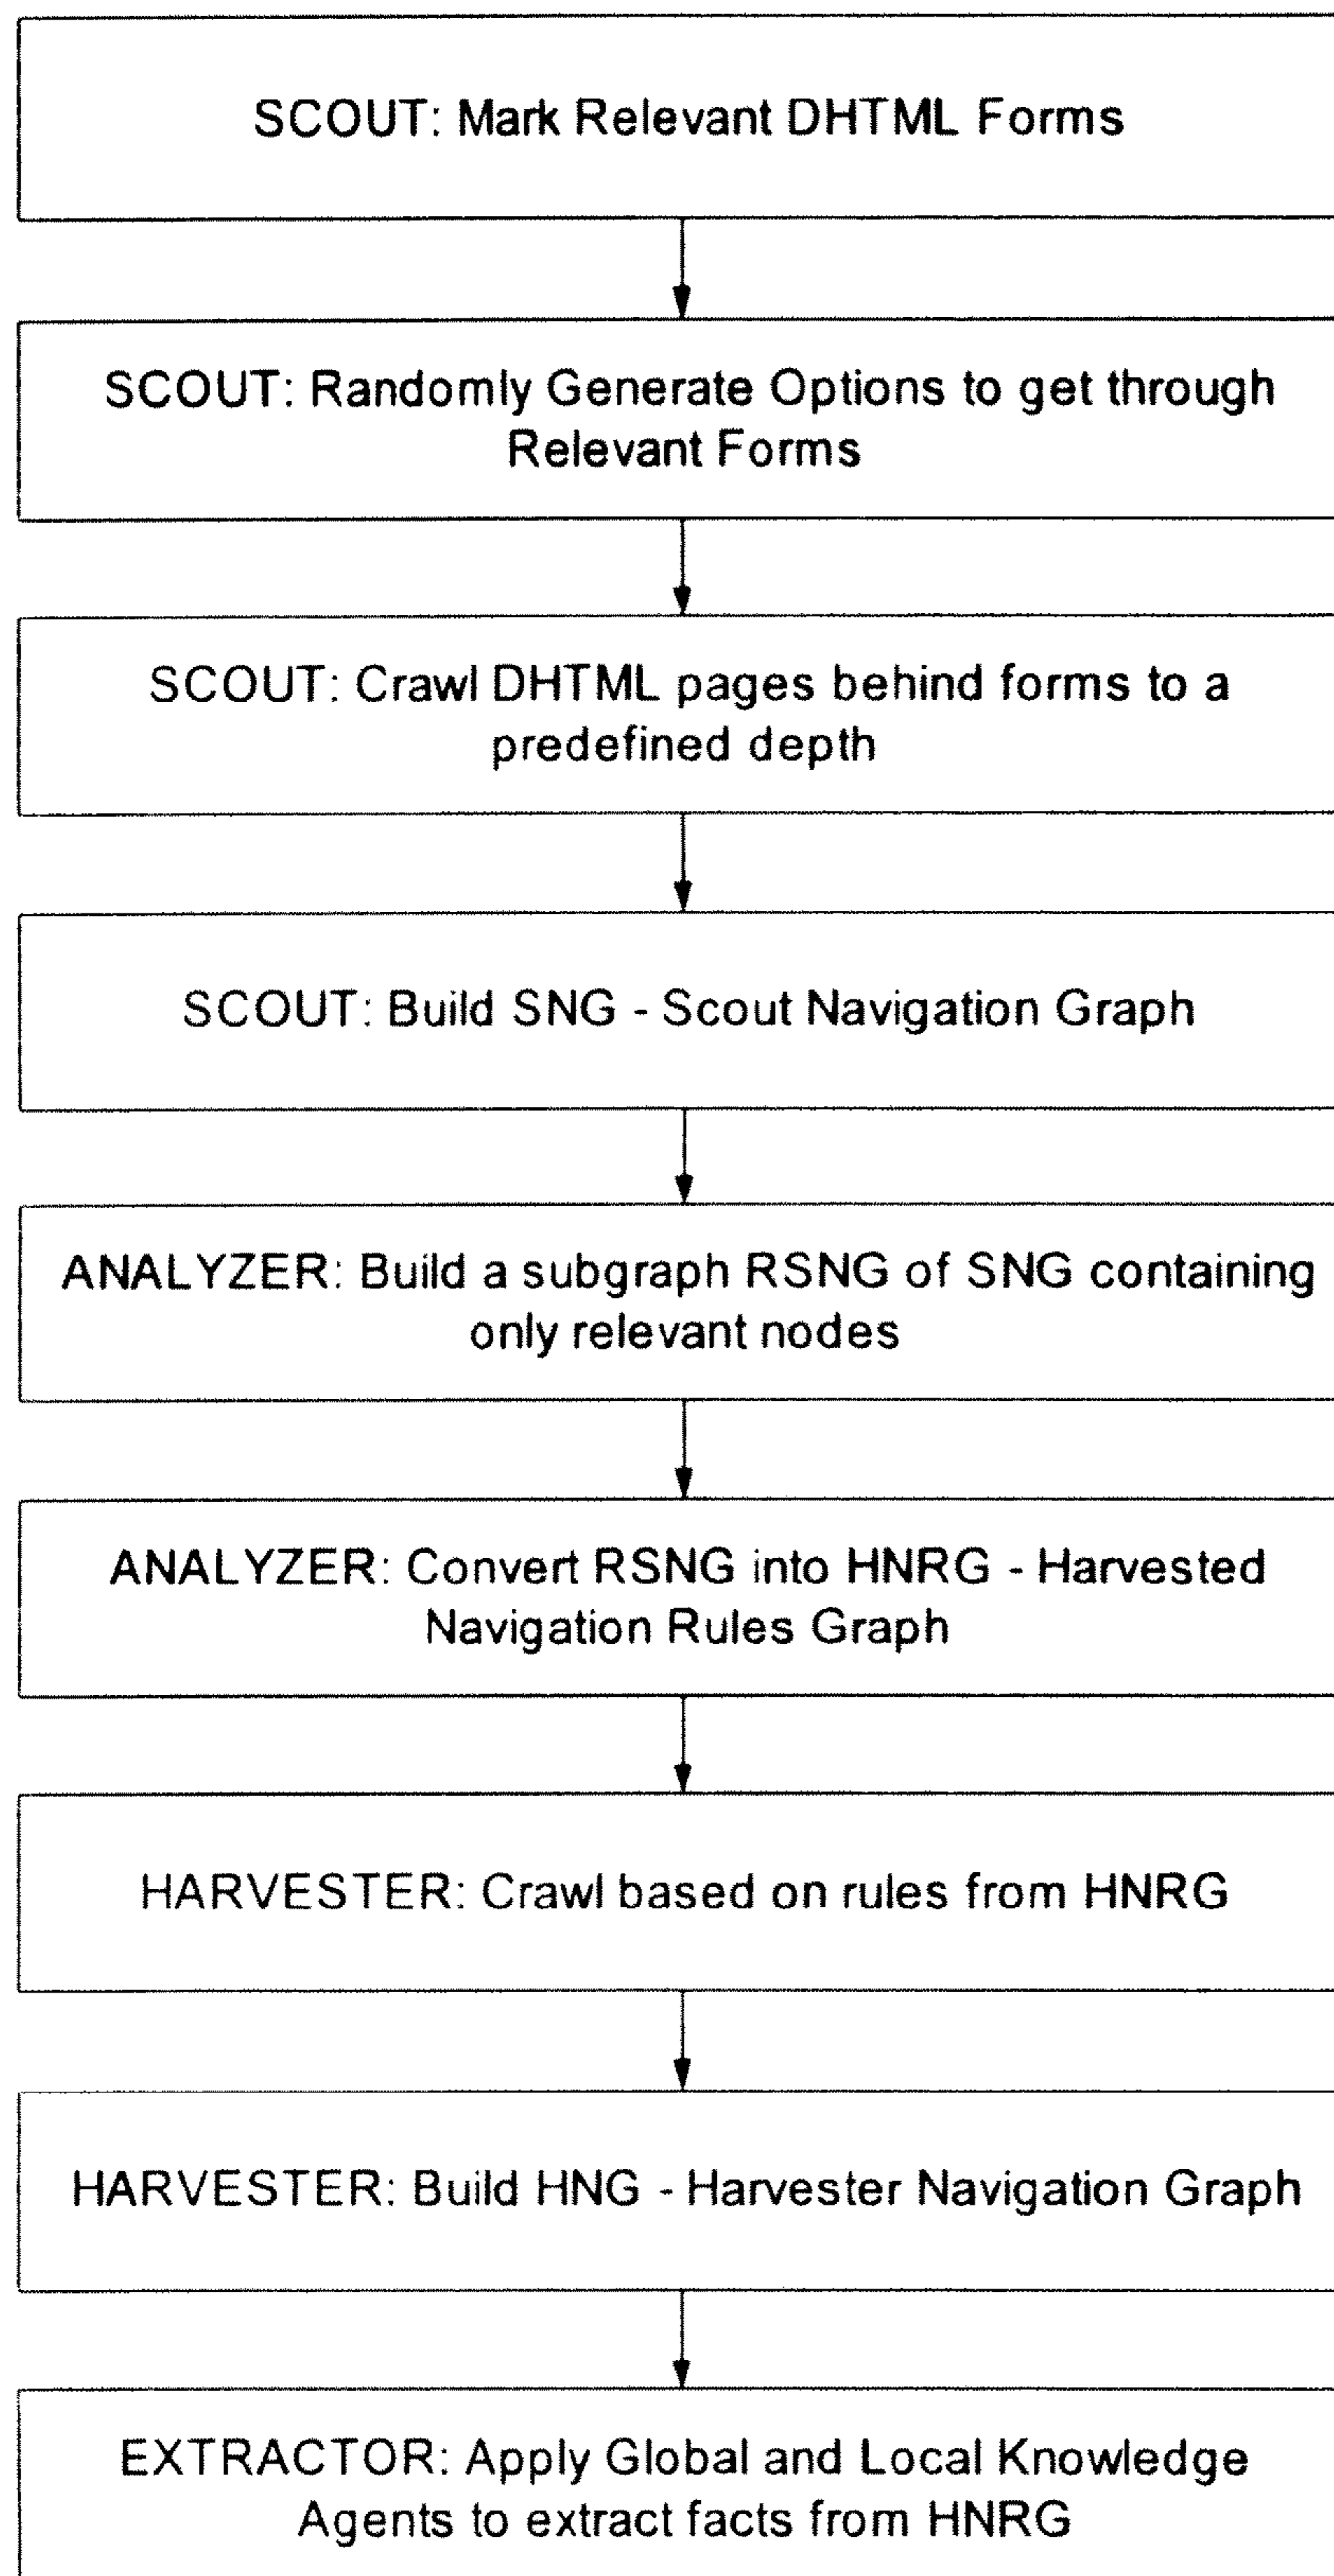 SCOUT: Mark Relevant DHTML Forms
SCOUT: Randomly Generate Options to get through
Relevant Forms
SCOUT: Crawl DHTML pages behind forms to a
predefined depth
SCOUT: Build SNG - Scout Navigation Graph
ANALYZER: Build a subgraph RSNG of SNG containing
only relevant nodes
ANALYZER: Convert RSNG into HNRG - Harvested
Navigation Rules Graph
HARVESTER: Crawl based on rules from HNRG
HARVESTER: Build HNG - Harvester Navigation Graph
EXTRACTOR: Apply Global and Local Knowledge
Agents to extract facts from HNRG